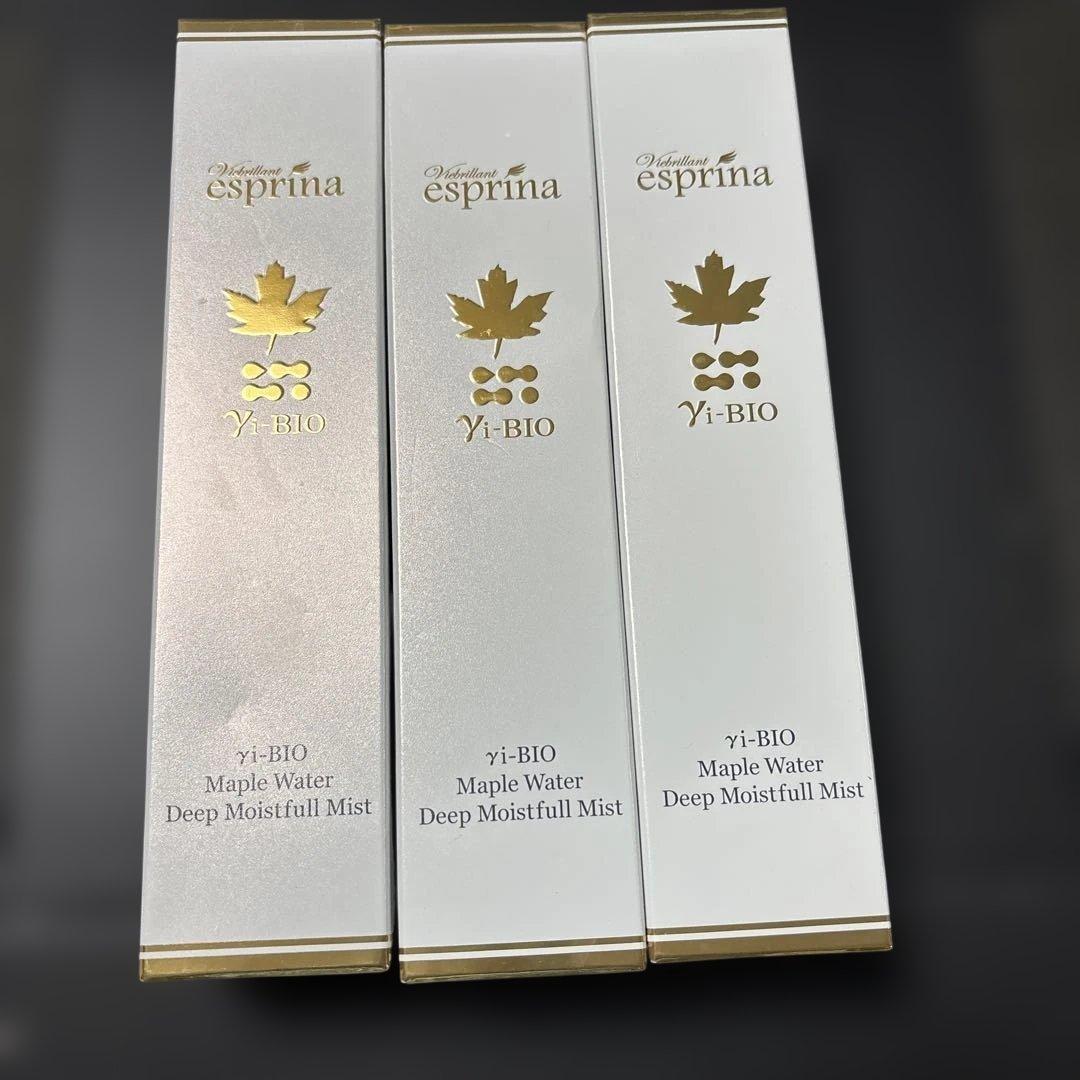 Viebrillant
esprina
γi-BIO
γi-BIO
Maple Water
Deep Moistfull Mist
Viebrillant
esprina
γi-BIO
γi-BIO
Maple Water
Deep Moistfull Mist
Viebrillant
esprina
γi-BIO
γi-BIO
Maple Water
Deep Moistfull Mist